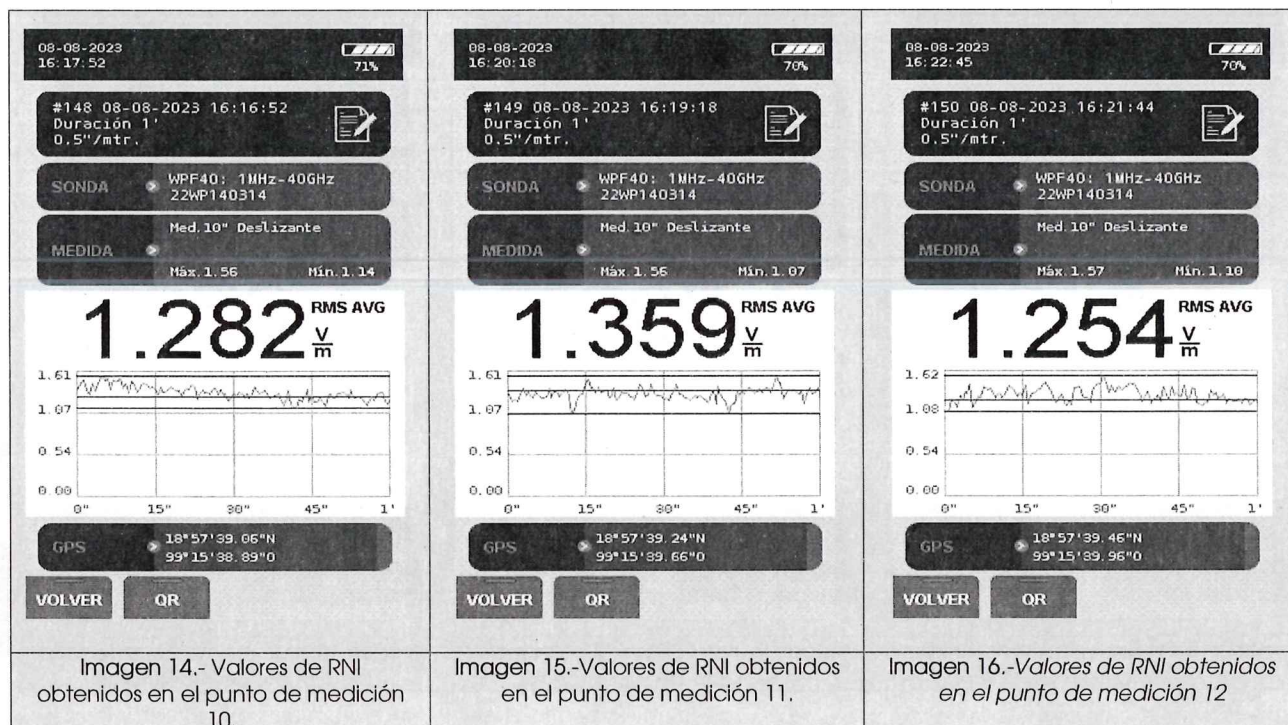 08-08-2023
16:17:52
71%
#148 08-08-2023 16:16:52
Duración 1'
0.5"/mtr.
SONDA
WPF40: 1MHz-40GHz
22WP140314
MEDIDA
Med.10" Deslizante
Máx.1.56 Mín.1.14
1.282 RMS AVG
V
m
1.61
1.07
0.54
0.00
0" 15" 30" 45" 1'
GPS
18°57'39.06"N
99°15'38.89"O
VOLVER QR
Imagen 14.- Valores de RNI
obtenidos en el punto de medición
10
08-08-2023
16:20:18
70%
#149 08-08-2023 16:19:18
Duración 1'
0.5"/mtr.
SONDA
WPF40: 1MHz-40GHz
22WP140314
MEDIDA
Med.10" Deslizante
Máx.1.56 Mín.1.07
1.359 RMS AVG
V
m
1.61
1.07
0.54
0.00
0" 15" 30" 45" 1'
GPS
18°57'39.24"N
99°15'39.66"O
VOLVER QR
Imagen 15.-Valores de RNI obtenidos
en el punto de medición 11.
08-08-2023
16:22:45
70%
#150 08-08-2023 16:21:44
Duración 1'
0.5"/mtr.
SONDA
WPF40: 1MHz-40GHz
22WP140314
MEDIDA
Med.10" Deslizante
Máx.1.57 Mín.1.10
1.254 RMS AVG
V
m
1.62
1.08
0.54
0.00
0" 15" 30" 45" 1'
GPS
18°57'39.46"N
99°15'39.96"O
VOLVER QR
Imagen 16.-Valores de RNI obtenidos
en el punto de medición 12